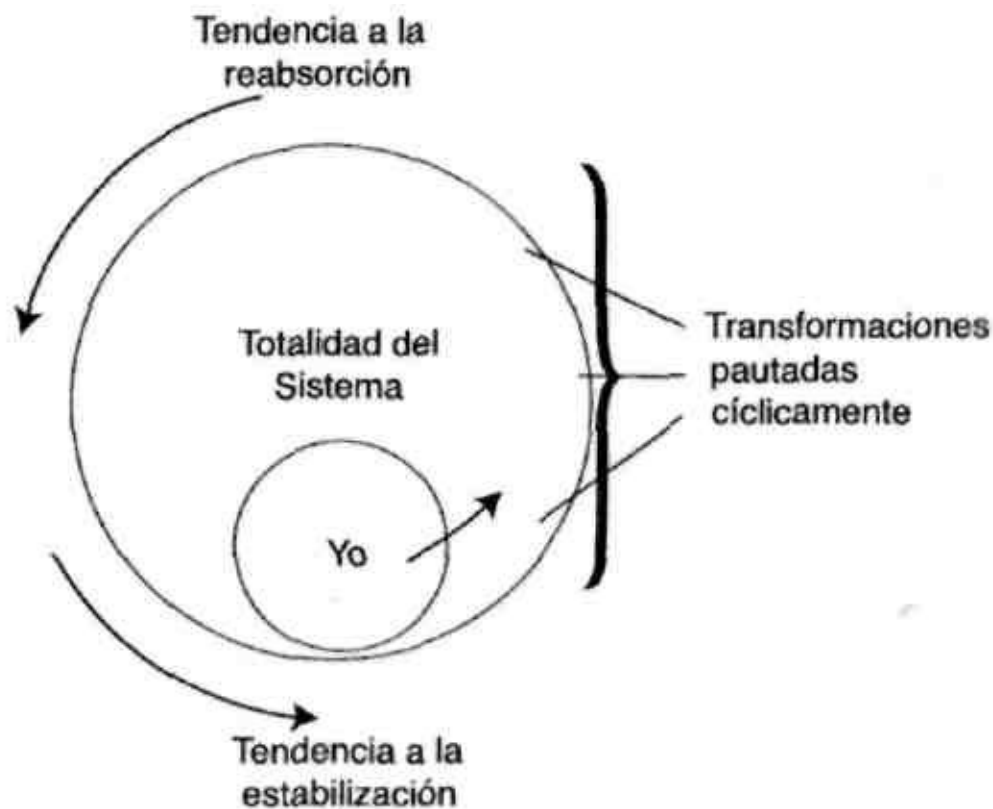 Tendencia a la
reabsorción
Totalidad del
Sistema
Transformaciones
pautadas
cíclicamente
Yo
Tendencia a la
estabilización